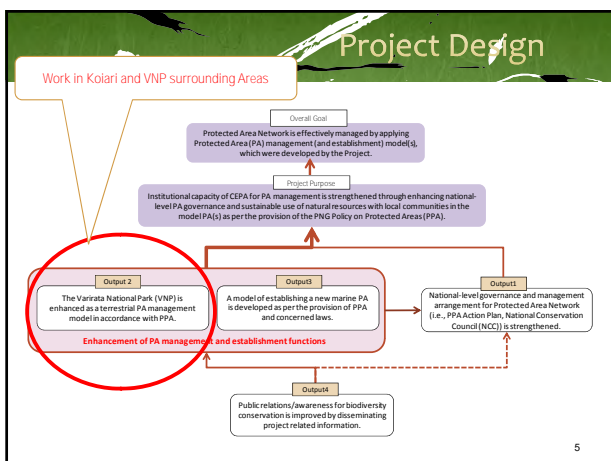 Project Design
Work in Koiari and VNP surrounding Areas
Overall Goal
Protected Area Network is effectively managed by applying
Protected Area (PA) management (and establishment) model(s),
which were developed by the Project.
Project Purpose
Institutional capacity of CEPA for PA management is strengthened through enhancing national-
level PA governance and sustainable use of natural resources with local communities in the
model PA(s) as per the provision of the PNG Policy on Protected Areas (PPA).
Output 2
The Varirata National Park (VNP) is
enhanced as a terrestrial PA management
model in accordance with PPA.
Output3
A model of establishing a new marine PA
is developed as per the provision of PPA
and concerned laws.
Enhancement of PA management and establishment functions
Output1
National-level governance and management
arrangement for Protected Area Network
(i.e., PPA Action Plan, National Conservation
Council (NCC)) is strengthened.
Output4
Public relations/awareness for biodiversity
conservation is improved by disseminating
project related information.
5